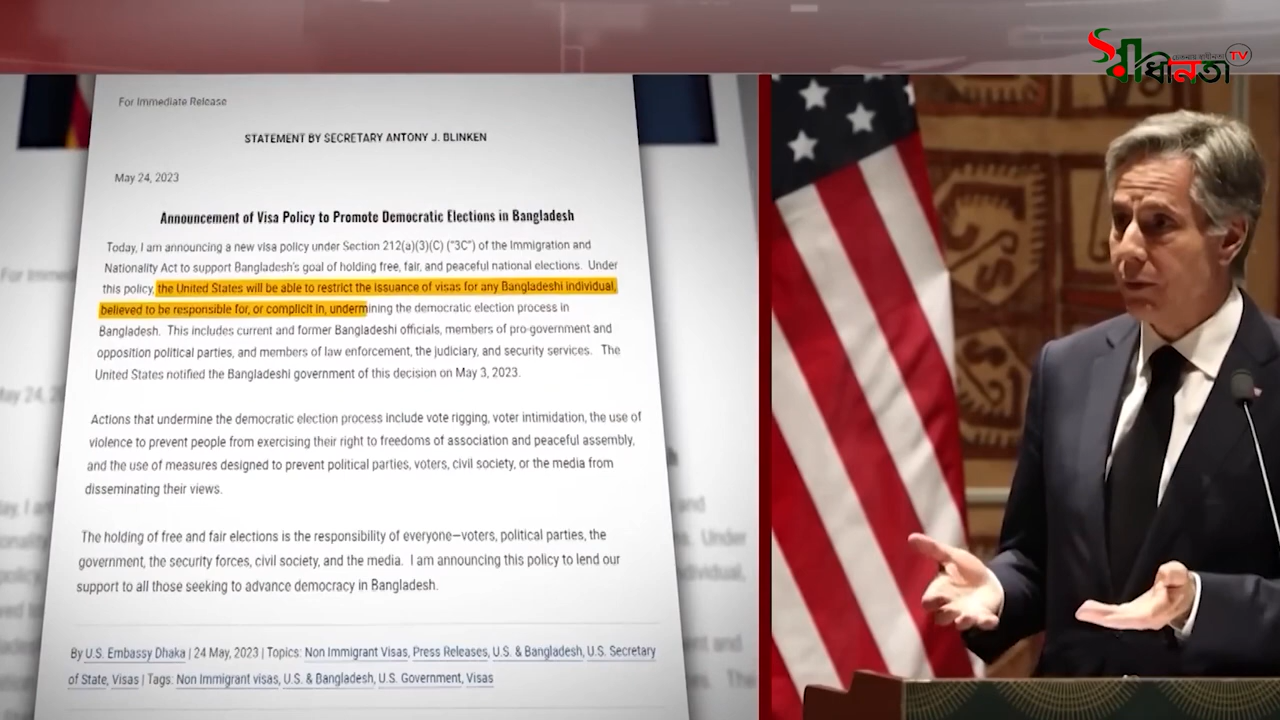 স্বাধীনতা TV
For Immediate Release
STATEMENT BY SECRETARY ANTONY J. BLINKEN
May 24, 2023
Announcement of Visa Policy to Promote Democratic Elections in Bangladesh
Today, I am announcing a new visa policy under Section 212(a)(3)(C) (“3C”) of the Immigration and
Nationality Act to support Bangladesh's goal of holding free, fair, and peaceful national elections. Under
this policy, the United States will be able to restrict the issuance of visas for any Bangladeshi individual,
believed to be responsible for, or complicit in, undermining the democratic election process in
Bangladesh. This includes current and former Bangladeshi officials, members of pro-government and
opposition political parties, and members of law enforcement, the judiciary, and security services. The
United States notified the Bangladeshi government of this decision on May 3, 2023.
Actions that undermine the democratic election process include vote rigging, voter intimidation, the use of
violence to prevent people from exercising their right to freedoms of association and peaceful assembly,
and the use of measures designed to prevent political parties, voters, civil society, or the media from
disseminating their views.
The holding of free and fair elections is the responsibility of everyone—voters, political parties, the
government, the security forces, civil society, and the media. I am announcing this policy to lend our
support to all those seeking to advance democracy in Bangladesh.
By U.S. Embassy Dhaka | 24 May, 2023 | Topics: Non Immigrant Visas, Press Releases, U.S. & Bangladesh, U.S. Secretary
of State, Visas | Tags: Non Immigrant visas, U.S. & Bangladesh, U.S. Government, Visas